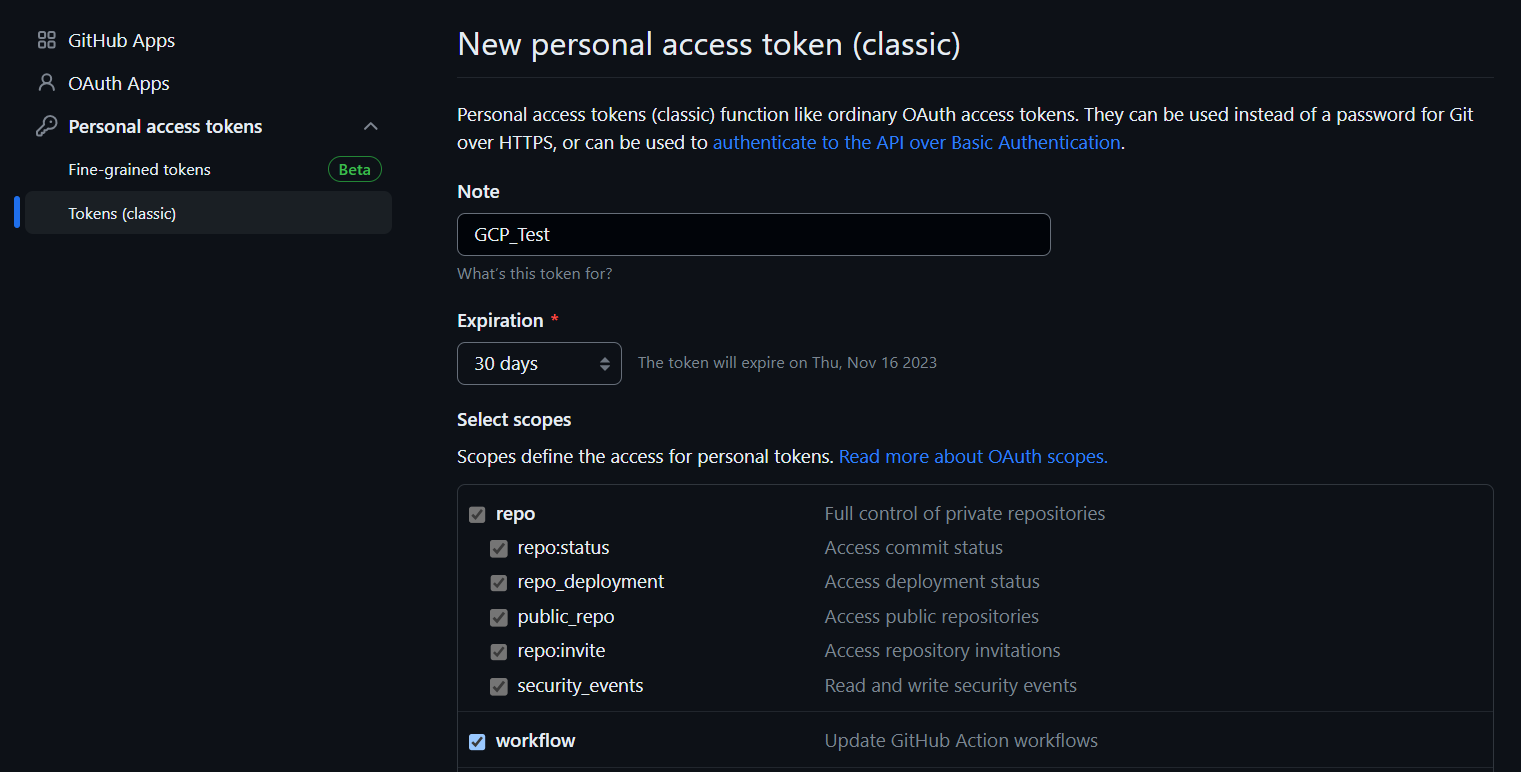 GitHub Apps
OAuth Apps
Personal access tokens
Fine-grained tokens Beta
Tokens (classic)
New personal access token (classic)
Personal access tokens (classic) function like ordinary OAuth access tokens. They can be used instead of a password for Git
over HTTPS, or can be used to authenticate to the API over Basic Authentication.
Note
GCP_Test
What's this token for?
Expiration *
30 days The token will expire on Thu, Nov 16 2023
Select scopes
Scopes define the access for personal tokens. Read more about OAuth scopes.
repo Full control of private repositories
repo:status Access commit status
repo_deployment Access deployment status
public_repo Access public repositories
repo:invite Access repository invitations
security_events Read and write security events
workflow Update GitHub Action workflows